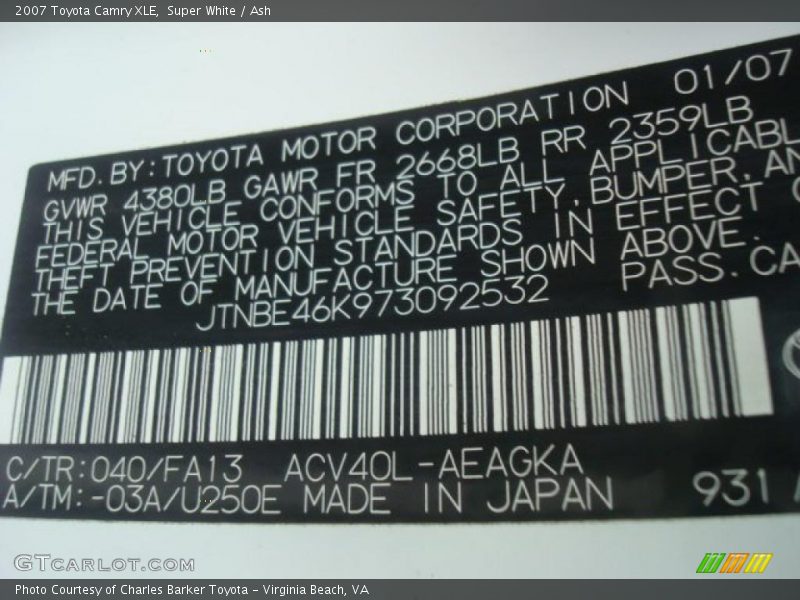 2007 Toyota Camry XLE,  Super White / Ash
MFD. BY: TOYOTA MOTOR CORPORATION 01/07
GVWR 4380LB GAWR FR 2668LB RR 2359LB
THIS VEHICLE CONFORMS TO ALL APPLICABL
FEDERAL MOTOR VEHICLE SAFETY, BUMPER, AN
THEFT PREVENTION STANDARDS IN EFFECT
THE DATE OF MANUFACTURE SHOWN ABOVE.
JTNBE46K973092532 PASS. CA
C/TR: 040/FA13 ACV40L-AEAGKA
A/TM: -03A/U250E MADE IN JAPAN 931 A
GTCARLOT.COM
Photo Courtesy of Charles Barker Toyota - Virginia Beach, VA